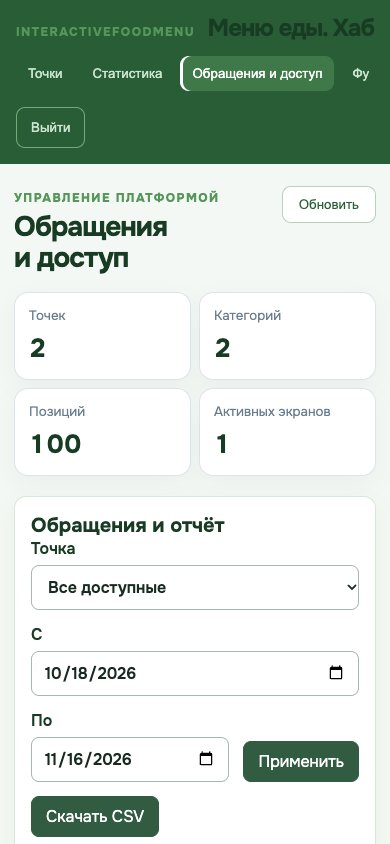 INTERACTIVEFOODMENU
Меню еды. Хаб
Точки
Статистика
Обращения и доступ
Фу
Выйти
УПРАВЛЕНИЕ ПЛАТФОРМОЙ
Обращения
и доступ
Обновить
Точек
2
Категорий
2
Позиций
100
Активных экранов
1
Обращения и отчёт
Точка
Все доступные
С
10/18/2026
По
11/16/2026
Применить
Скачать CSV